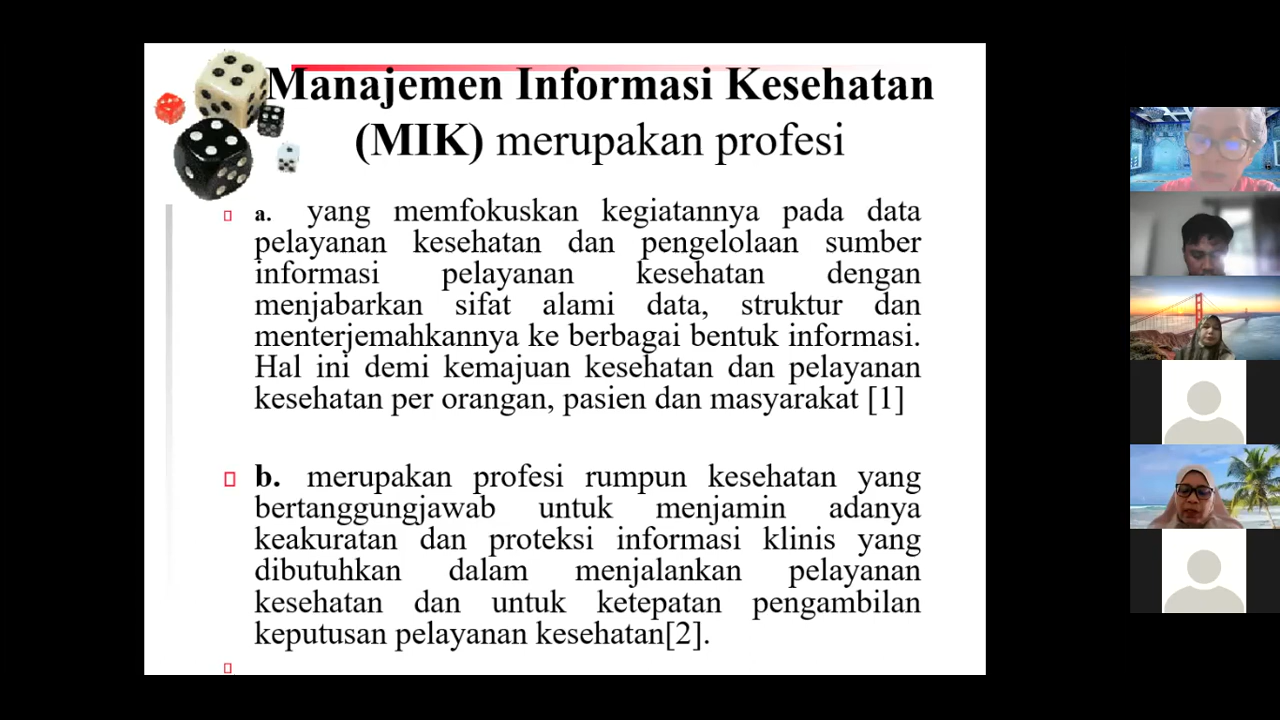 Manajemen Informasi Kesehatan
(MIK) merupakan profesi
a. yang memfokuskan kegiatannya pada data
pelayanan kesehatan dan pengelolaan sumber
informasi pelayanan kesehatan dengan
menjabarkan sifat alami data, struktur dan
menterjemahkannya ke berbagai bentuk informasi.
Hal ini demi kemajuan kesehatan dan pelayanan
kesehatan per orangan, pasien dan masyarakat [1]
b. merupakan profesi rumpun kesehatan yang
bertanggungjawab untuk menjamin adanya
keakuratan dan proteksi informasi klinis yang
dibutuhkan dalam menjalankan pelayanan
kesehatan dan untuk ketepatan pengambilan
keputusan pelayanan kesehatan[2].